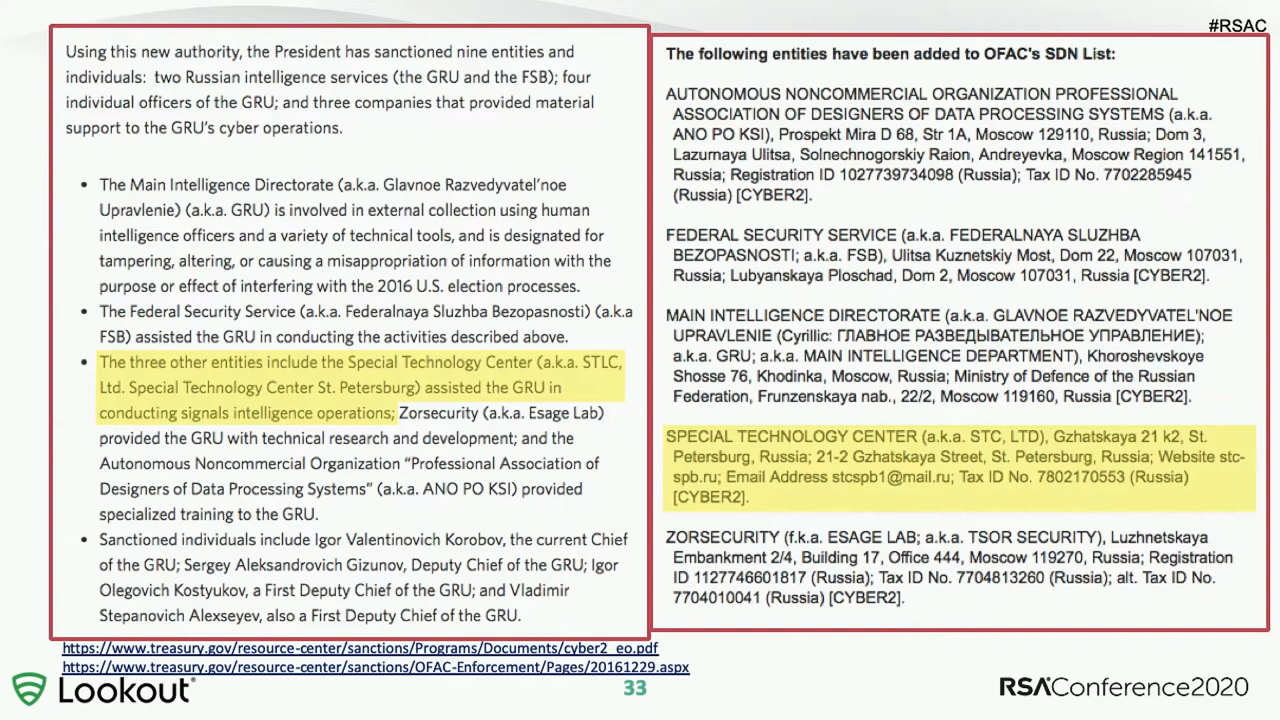 #RSAC
Using this new authority, the President has sanctioned nine entities and
individuals: two Russian intelligence services (the GRU and the FSB); four
individual officers of the GRU; and three companies that provided material
support to the GRU's cyber operations.
• The Main Intelligence Directorate (a.k.a. Glavnoe Razvedyvatel'noe
Upravlenie) (a.k.a. GRU) is involved in external collection using human
intelligence officers and a variety of technical tools, and is designated for
tampering, altering, or causing a misappropriation of information with the
purpose or effect of interfering with the 2016 U.S. election processes.
• The Federal Security Service (a.k.a. Federalnaya Sluzhba Bezopasnosti) (a.k.a
FSB) assisted the GRU in conducting the activities described above.
• The three other entities include the Special Technology Center (a.k.a. STLC,
Ltd. Special Technology Center St. Petersburg) assisted the GRU in
conducting signals intelligence operations; Zorsecurity (a.k.a. Esage Lab)
provided the GRU with technical research and development; and the
Autonomous Noncommercial Organization “Professional Association of
Designers of Data Processing Systems” (a.k.a. ANO PO KSI) provided
specialized training to the GRU.
• Sanctioned individuals include Igor Valentinovich Korobov, the current Chief
of the GRU; Sergey Aleksandrovich Gizunov, Deputy Chief of the GRU; Igor
Olegovich Kostyukov, a First Deputy Chief of the GRU; and Vladimir
Stepanovich Alexseyev, also a First Deputy Chief of the GRU.
The following entities have been added to OFAC's SDN List:
AUTONOMOUS NONCOMMERCIAL ORGANIZATION PROFESSIONAL
ASSOCIATION OF DESIGNERS OF DATA PROCESSING SYSTEMS (a.k.a.
ANO PO KSI), Prospekt Mira D 68, Str 1A, Moscow 129110, Russia; Dom 3,
Lazurnaya Ulitsa, Solnechnogorskiy Raion, Andreyevka, Moscow Region 141551,
Russia; Registration ID 1027739734098 (Russia); Tax ID No. 7702285945
(Russia) [CYBER2].
FEDERAL SECURITY SERVICE (a.k.a. FEDERALNAYA SLUZHBA
BEZOPASNOSTI; a.k.a. FSB), Ulitsa Kuznetskiy Most, Dom 22, Moscow 107031,
Russia; Lubyanskaya Ploschad, Dom 2, Moscow 107031, Russia [CYBER2].
MAIN INTELLIGENCE DIRECTORATE (a.k.a. GLAVNOE RAZVEDYVATEL'NOE
UPRAVLENIE (Cyrillic: ГЛАВНОЕ РАЗВЕДЫВАТЕЛЬНОЕ УПРАВЛЕНИЕ);
a.k.a. GRU; a.k.a. MAIN INTELLIGENCE DEPARTMENT), Khoroshevskoye
Shosse 76, Khodinka, Moscow, Russia; Ministry of Defence of the Russian
Federation, Frunzenskaya nab., 22/2, Moscow 119160, Russia [CYBER2].
SPECIAL TECHNOLOGY CENTER (a.k.a. STC, LTD), Gzhatskaya 21 k2, St.
Petersburg, Russia; 21-2 Gzhatskaya Street, St. Petersburg, Russia; Website stc-
spb.ru; Email Address stcspb1@mail.ru; Tax ID No. 7802170553 (Russia)
[CYBER2].
ZORSECURITY (f.k.a. ESAGE LAB; a.k.a. TSOR SECURITY), Luzhnetskaya
Embankment 2/4, Building 17, Office 444, Moscow 119270, Russia; Registration
ID 1127746601817 (Russia); Tax ID No. 7704813260 (Russia); alt. Tax ID No.
7704010041 (Russia) [CYBER2].
https://www.treasury.gov/resource-center/sanctions/Programs/Documents/cyber2_eo.pdf
https://www.treasury.gov/resource-center/sanctions/OFAC-Enforcement/Pages/20161229.aspx
Lookout®
33
RSAConference2020